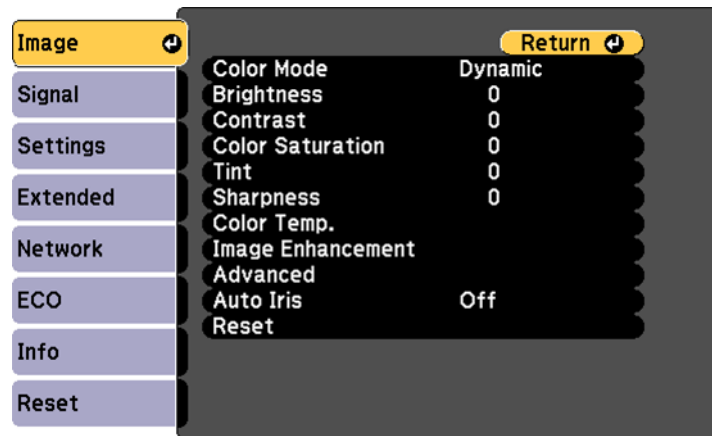 Image
Signal
Settings
Extended
Network
ECO
Info
Reset
Return
Color Mode Dynamic
Brightness 0
Contrast 0
Color Saturation 0
Tint 0
Sharpness 0
Color Temp.
Image Enhancement
Advanced
Auto Iris Off
Reset